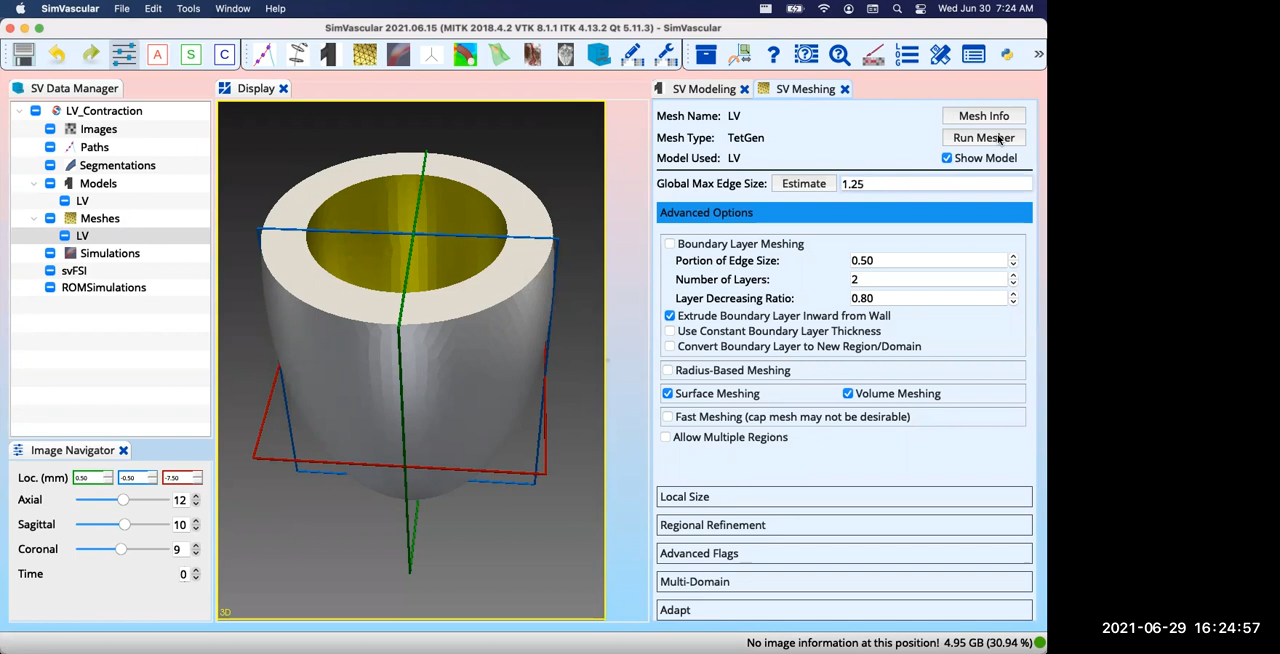 SimVascular File Edit Tools Window Help Wed Jun 30 7:24 AM
SimVascular 2021.06.15 (MITK 2018.4.2 VTK 8.1.1 ITK 4.13.2 Qt 5.11.3) - SimVascular
A S C ? ? »
SV Data Manager
Display
SV Modeling
SV Meshing
LV_Contraction
Images
Paths
Segmentations
Models
LV
Meshes
LV
Simulations
svFSI
ROMSimulations
Image Navigator
Loc. (mm) 0.50 -0.50 -7.50
Axial 12
Sagittal 10
Coronal 9
Time 0
3D
Mesh Name: LV Mesh Info
Mesh Type: TetGen Run Mesher
Model Used: LV Show Model
Global Max Edge Size: Estimate 1.25
Advanced Options
Boundary Layer Meshing
Portion of Edge Size: 0.50
Number of Layers: 2
Layer Decreasing Ratio: 0.80
Extrude Boundary Layer Inward from Wall
Use Constant Boundary Layer Thickness
Convert Boundary Layer to New Region/Domain
Radius-Based Meshing
Surface Meshing Volume Meshing
Fast Meshing (cap mesh may not be desirable)
Allow Multiple Regions
Local Size
Regional Refinement
Advanced Flags
Multi-Domain
Adapt
No image information at this position! 4.95 GB (30.94 %)
2021-06-29 16:24:57